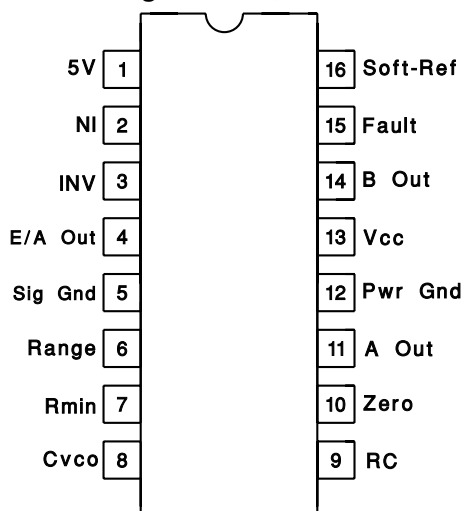 5V 1 16 Soft-Ref
NI 2 15 Fault
INV 3 14 B Out
E/A Out 4 13 Vcc
Sig Gnd 5 12 Pwr Gnd
Range 6 11 A Out
Rmin 7 10 Zero
Cvco 8 9 RC